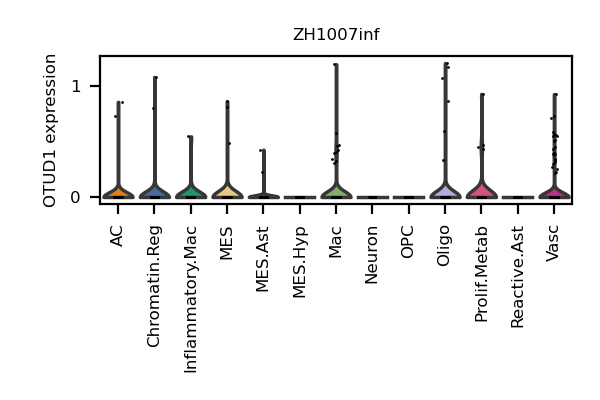 ZH1007inf
OTUD1 expression
1
0
AC
Chromatin.Reg
Inflammatory.Mac
MES
MES.Ast
MES.Hyp
Mac
Neuron
OPC
Oligo
Prolif.Metab
Reactive.Ast
Vasc